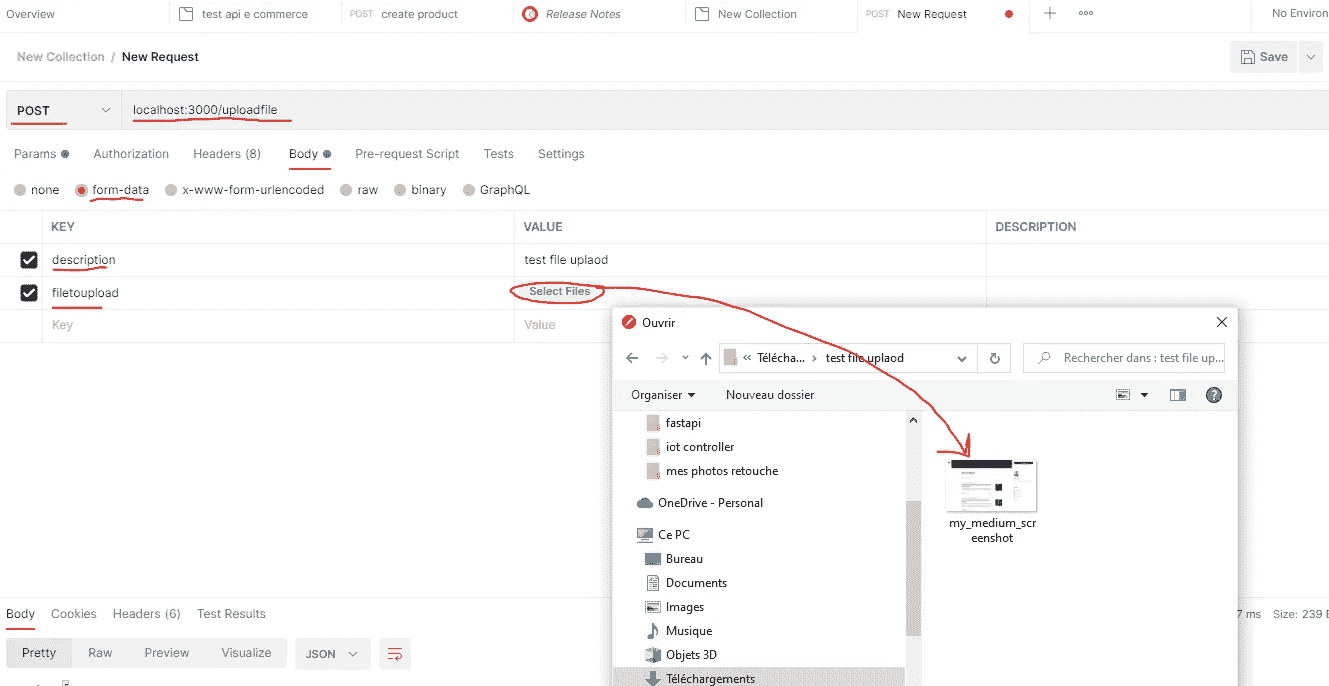 Overview
test api e commerce
POST create product
Release Notes
New Collection
POST New Request
No Environ
New Collection / New Request
Save
POST
localhost:3000/uploadfile
Params
Authorization
Headers (8)
Body
Pre-request Script
Tests
Settings
none
form-data
x-www-form-urlencoded
raw
binary
GraphQL
KEY
VALUE
DESCRIPTION
description
test file uplaod
filetoupload
Select Files
Key
Value
Ouvrir
« Télécha... › test file uplaod
Rechercher dans : test file up...
Organiser
Nouveau dossier
fastapi
iot controller
mes photos retouche
OneDrive - Personal
Ce PC
Bureau
Documents
Images
Musique
Objets 3D
Téléchargements
my_medium_scr
eenshot
Body
Cookies
Headers (6)
Test Results
7 ms
Size: 239 B
Pretty
Raw
Preview
Visualize
JSON